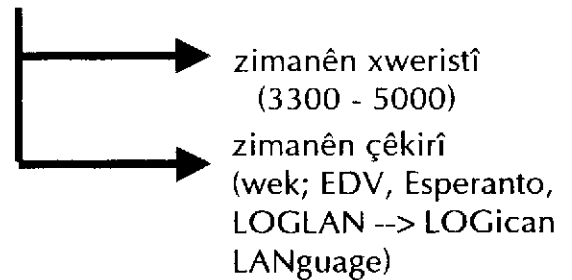 zimanên xweristî
(3300 - 5000)
zimanên çêkirî
(wek; EDV, Esperanto,
LOGLAN --> LOGican
LANguage)